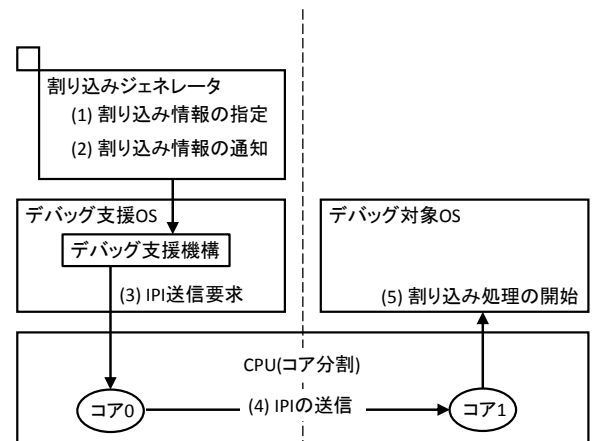 割り込みジェネレータ
(1) 割り込み情報の指定
(2) 割り込み情報の通知
デバッグ支援OS
デバッグ支援機構
(3) IPI送信要求
デバッグ対象OS
(5) 割り込み処理の開始
CPU(コア分割)
コア0
(4) IPIの送信
コア1